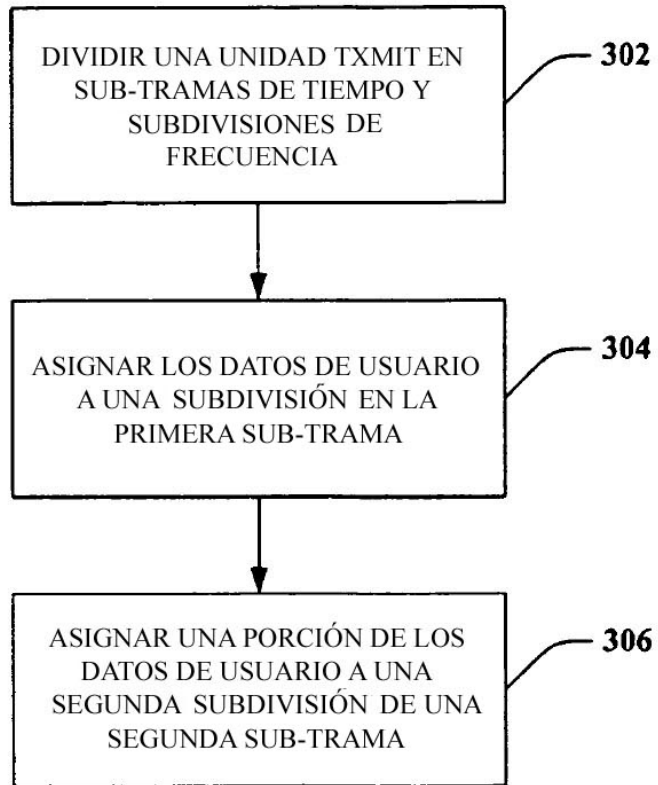 DIVIDIR UNA UNIDAD TXMIT EN
SUB-TRAMAS DE TIEMPO Y
SUBDIVISIONES DE
FRECUENCIA
302
ASIGNAR LOS DATOS DE USUARIO
A UNA SUBDIVISIÓN EN LA
PRIMERA SUB-TRAMA
304
ASIGNAR UNA PORCIÓN DE LOS
DATOS DE USUARIO A UNA
SEGUNDA SUBDIVISIÓN DE UNA
SEGUNDA SUB-TRAMA
306